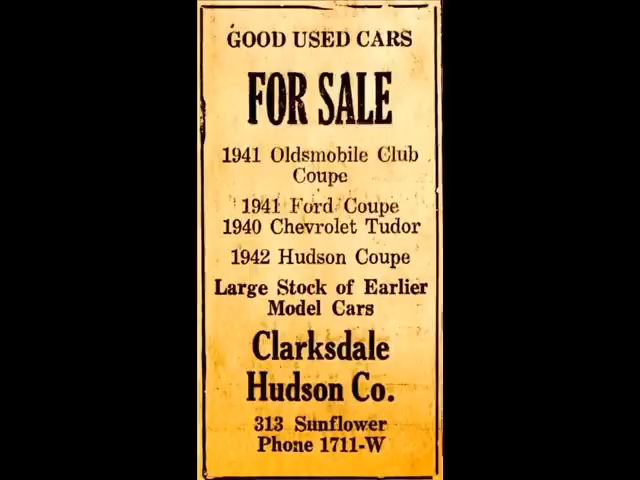 GOOD USED CARS
FOR SALE
1941 Oldsmobile Club
Coupe
1941 Ford Coupe
1940 Chevrolet Tudor
1942 Hudson Coupe
Large Stock of Earlier
Model Cars
Clarksdale
Hudson Co.
313 Sunflower
Phone 1711-W